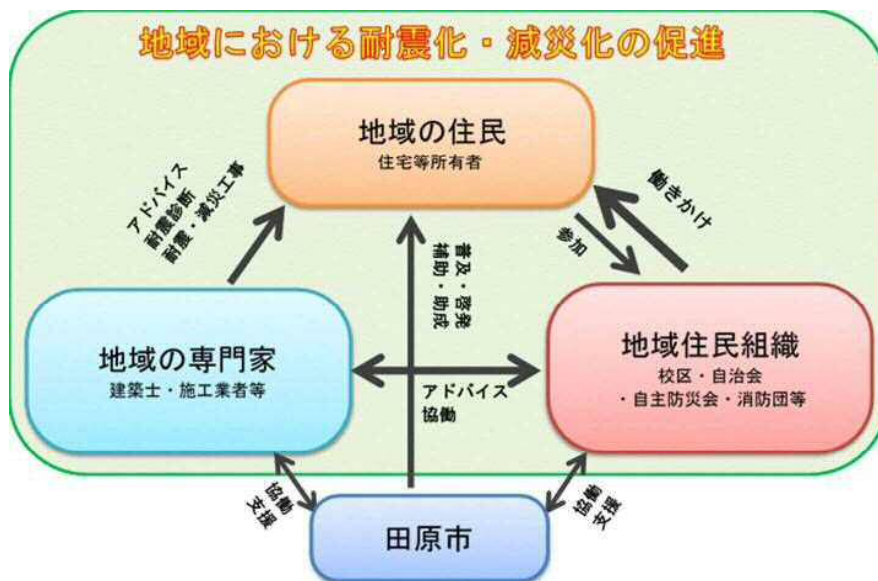 地域における耐震化・減災化の促進
地域の住民
住宅等所有者
アドバイス
耐震診断
耐震・減災工事
働きかけ
参加
普及・啓発
補助・助成
地域の専門家
建築士・施工業者等
地域住民組織
校区・自治会
・自主防災会・消防団等
アドバイス
協働
協働
支援
協働
支援
田原市